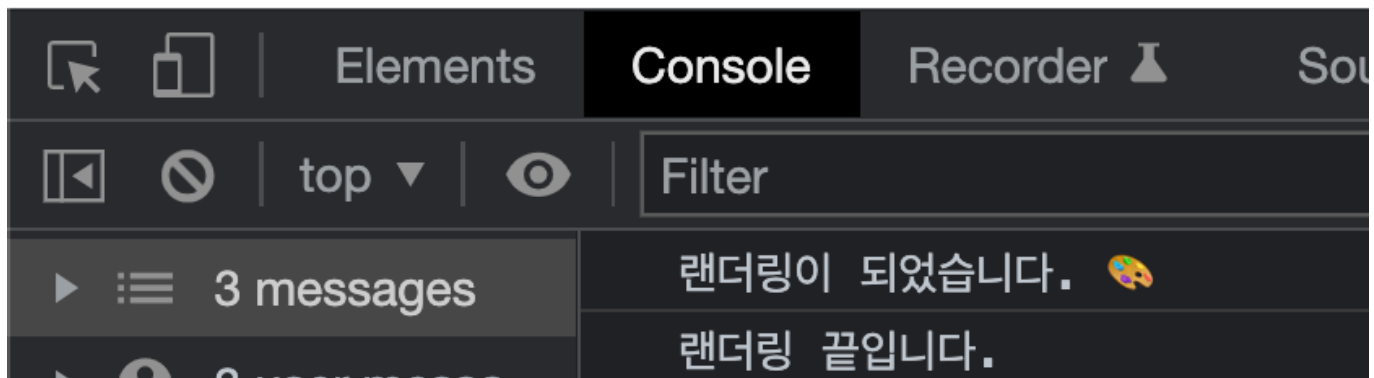 Elements Console Recorder Sou
top Filter
3 messages
랜더링이 되었습니다. 🎨
랜더링 끝입니다.